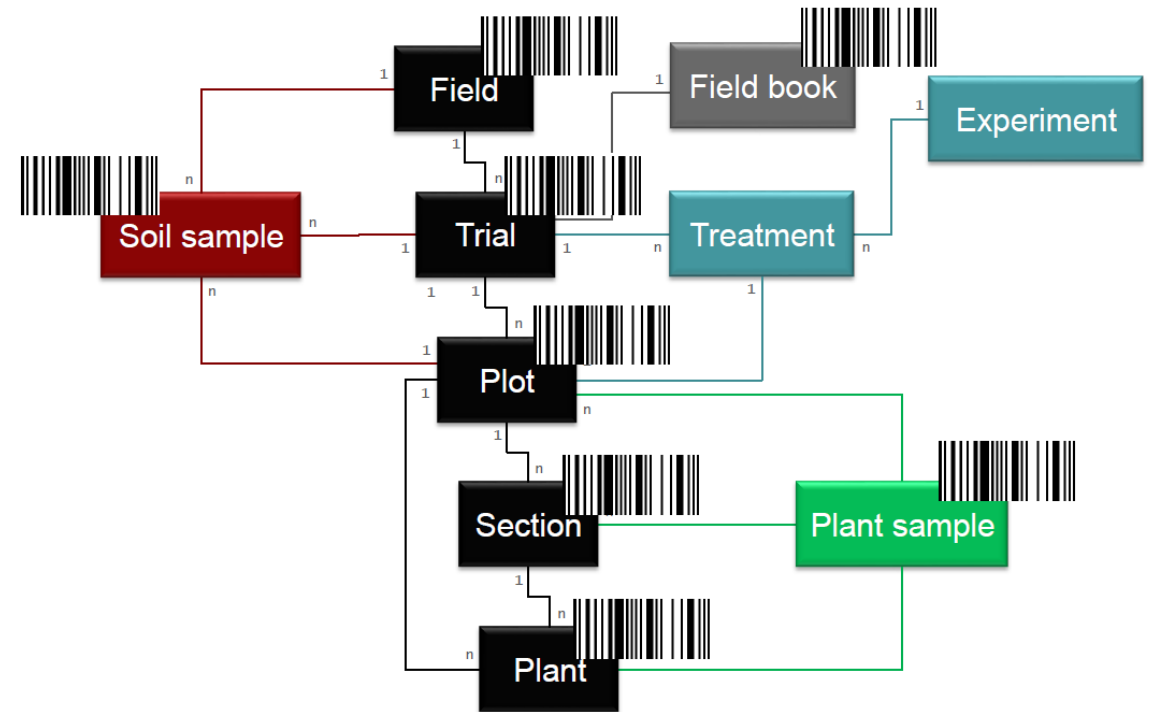 1
Field
1
1
Field book
1
Experiment
n
n
n
Soil sample
1
Trial
1
n
Treatment
n
1
1
1
n
1
Plot
1
n
1
n
Section
Plant sample
1
n
n
Plant